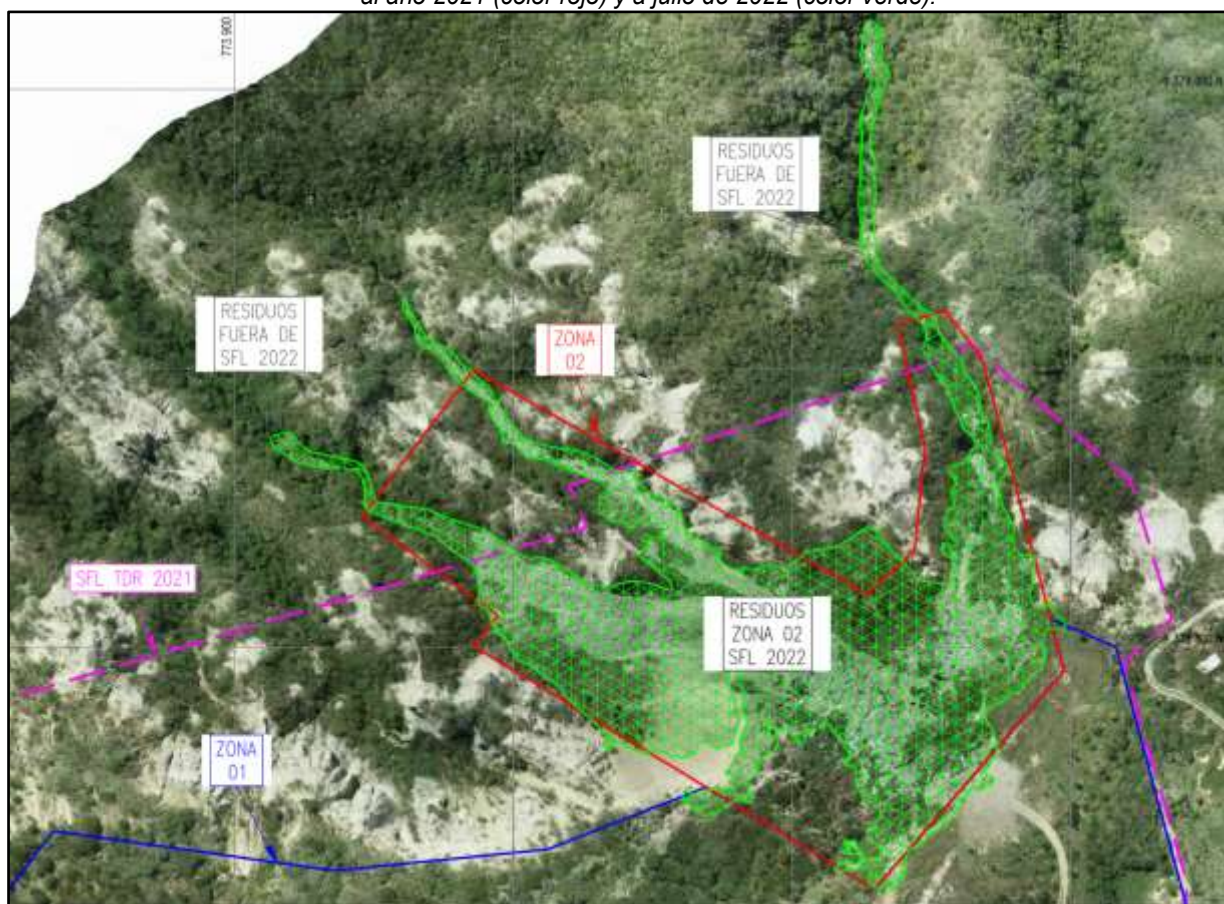 al año 2021 (color rojo) y a julio de 2022 (color verde).
773.900
RESIDUOS
FUERA DE
SFL 2022
RESIDUOS
FUERA DE
SFL 2022
ZONA
02
SFL TDR 2021
RESIDUOS
ZONA 02
SFL 2022
ZONA
01